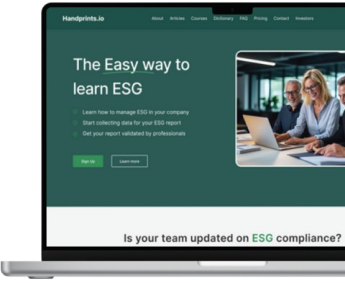 Handprints.io
About Articles Courses Dictionary FAQ Pricing Contact Investors
The Easy way to
learn ESG
Learn how to manage ESG in your company
Start collecting data for your ESG report
Get your report validated by professionals
Sign Up
Learn more
Is your team updated on ESG compliance?